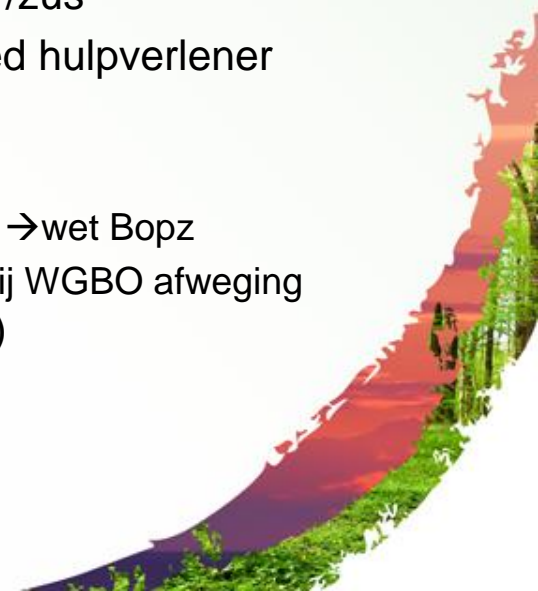 /zus
ed hulpverlener
→wet Bopz
ij WGBO afweging
)